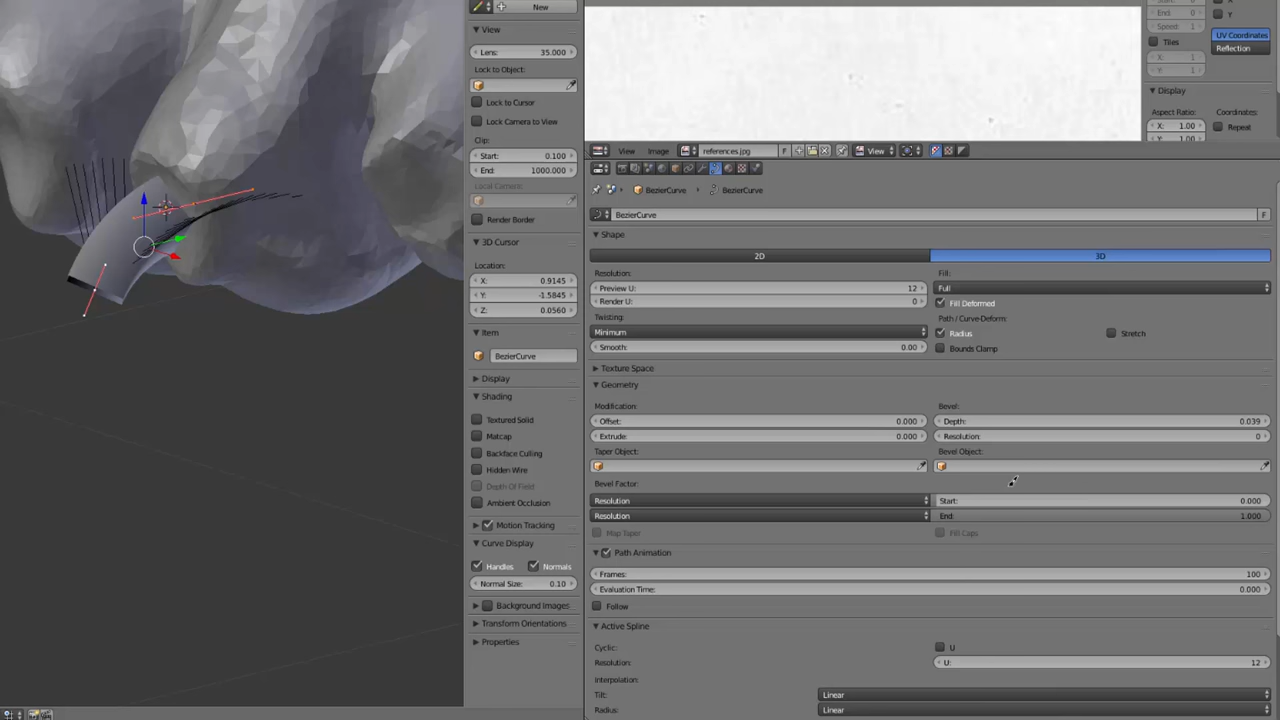 New
View
Lens: 35.000
Lock to Object:
Lock to Cursor
Lock Camera to View
Clip:
Start: 0.100
End: 1000.000
Local Camera:
Render Border
3D Cursor
Location:
X: 0.9145
Y: -1.5845
Z: 0.0560
Item
BezierCurve
Display
Shading
Textured Solid
Matcap
Backface Culling
Hidden Wire
Depth Of Field
Ambient Occlusion
Motion Tracking
Curve Display
Handles Normals
Normal Size: 0.10
Background Images
Transform Orientations
Properties
End: 0
Speed: 1
Tiles
X: 1
Y: 1
X
Y
UV Coordinates
Reflection
Display
Aspect Ratio: Coordinates:
X: 1.00 Repeat
Y: 1.00
View Image references.jpg F View
BezierCurve BezierCurve
BezierCurve F
Shape
2D 3D
Resolution: Fill:
Preview U: 12 Full
Render U: 0 Fill Deformed
Twisting: Path / Curve-Deform:
Minimum Radius Stretch
Smooth: 0.00 Bounds Clamp
Texture Space
Geometry
Modification: Bevel:
Offset: 0.000 Depth: 0.039
Extrude: 0.000 Resolution: 0
Taper Object: Bevel Object:
Bevel Factor:
Resolution Start: 0.000
Resolution End: 1.000
Map Taper Fill Caps
Path Animation
Frames: 100
Evaluation Time: 0.000
Follow
Active Spline
Cyclic: U
Resolution: U: 12
Interpolation:
Tilt: Linear
Radius: Linear